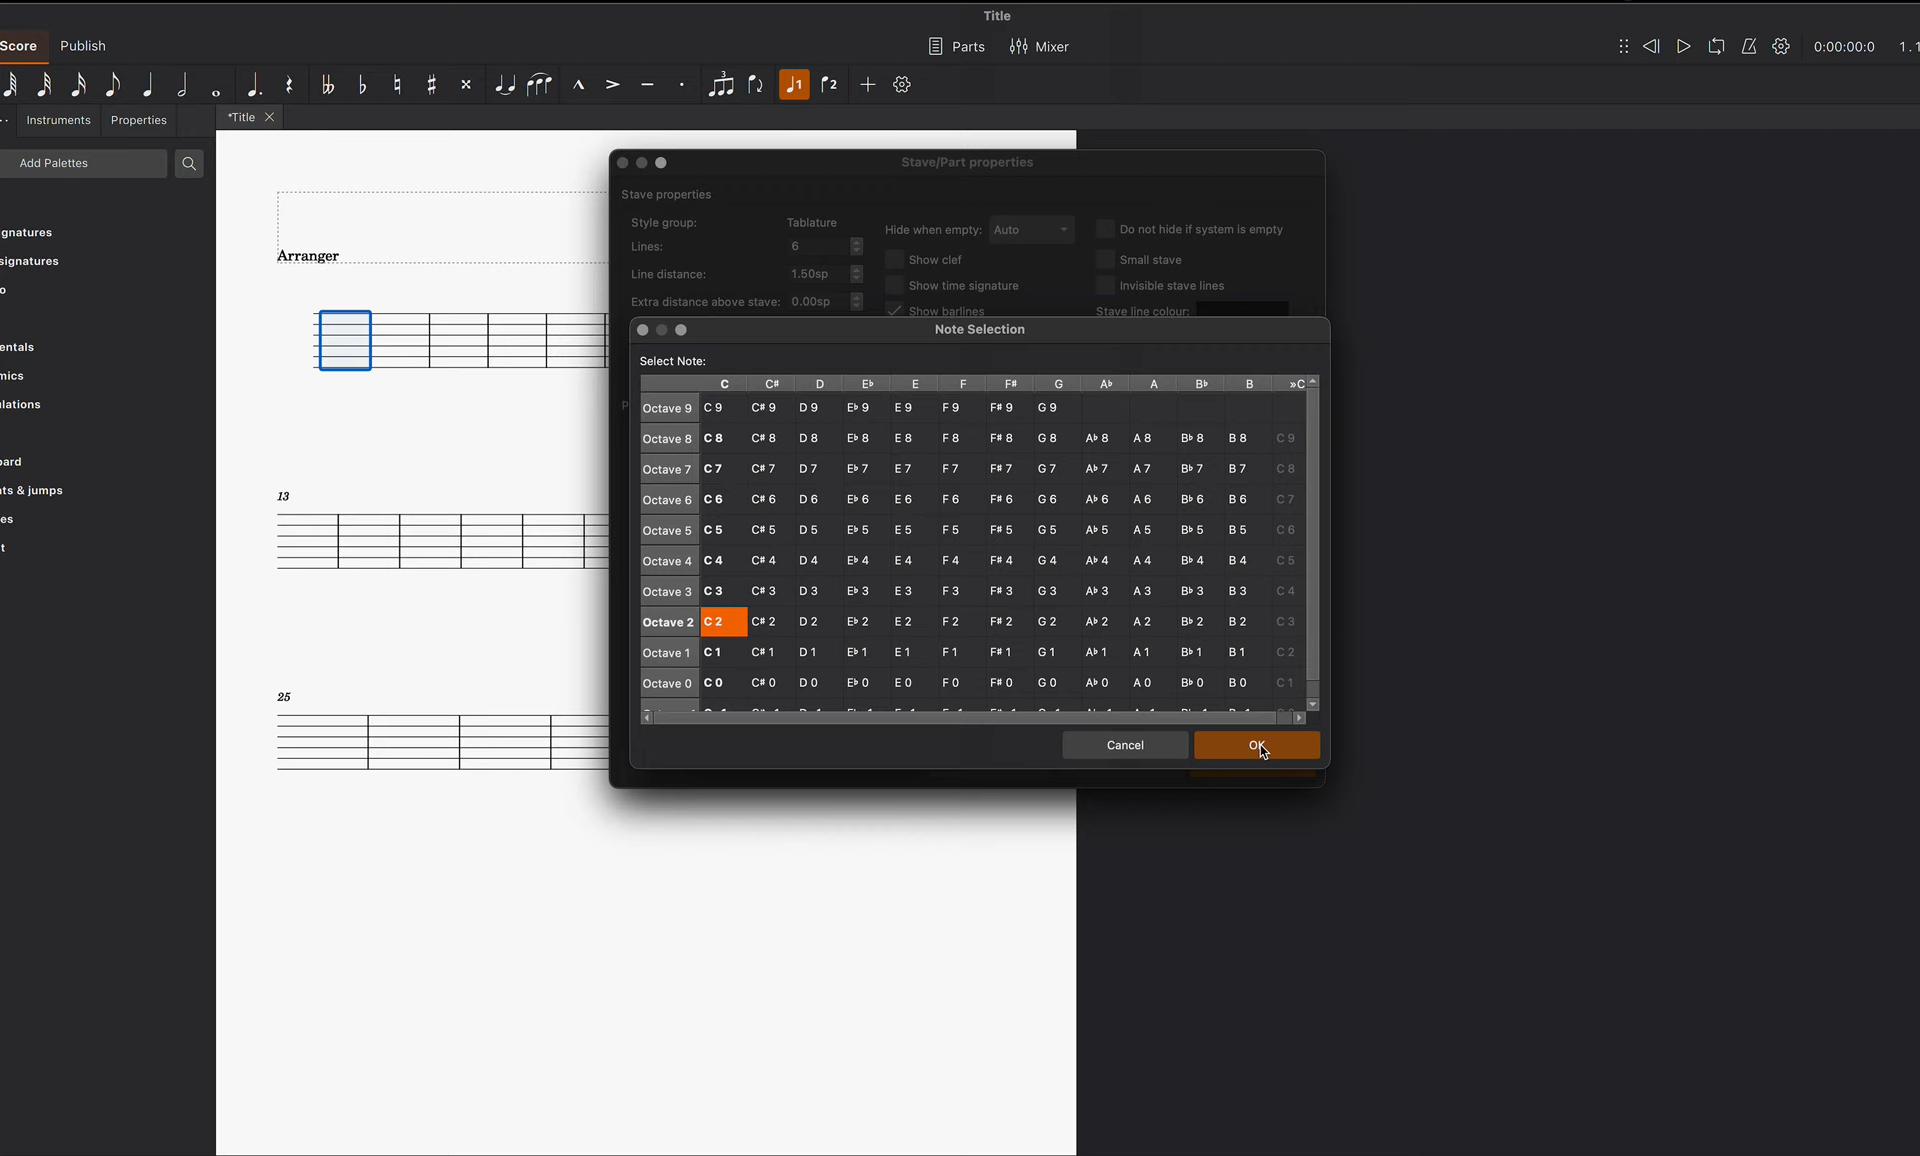 Title
Score Publish Parts Mixer 0:00:00:0 1.1
3 1 2
Instruments Properties *Title
Add Palettes
gnatures
signatures
o
entals
mics
ulations
oard
ats & jumps
es
t
Arranger
13
25
Stave/Part properties
Stave properties
Style group: Tablature Hide when empty: Auto Do not hide if system is empty
Lines: 6 Show clef Small stave
Line distance: 1.50sp Show time signature Invisible stave lines
Extra distance above stave: 0.00sp Show barlines Stave line colour:
Note Selection
Select Note:
C C♯ D E♭ E F F♯ G A♭ A B♭ B »C
Octave 9 C 9 C♯ 9 D 9 E♭ 9 E 9 F 9 F♯ 9 G 9
Octave 8 C 8 C♯ 8 D 8 E♭ 8 E 8 F 8 F♯ 8 G 8 A♭ 8 A 8 B♭ 8 B 8 C 9
Octave 7 C 7 C♯ 7 D 7 E♭ 7 E 7 F 7 F♯ 7 G 7 A♭ 7 A 7 B♭ 7 B 7 C 8
Octave 6 C 6 C♯ 6 D 6 E♭ 6 E 6 F 6 F♯ 6 G 6 A♭ 6 A 6 B♭ 6 B 6 C 7
Octave 5 C 5 C♯ 5 D 5 E♭ 5 E 5 F 5 F♯ 5 G 5 A♭ 5 A 5 B♭ 5 B 5 C 6
Octave 4 C 4 C♯ 4 D 4 E♭ 4 E 4 F 4 F♯ 4 G 4 A♭ 4 A 4 B♭ 4 B 4 C 5
Octave 3 C 3 C♯ 3 D 3 E♭ 3 E 3 F 3 F♯ 3 G 3 A♭ 3 A 3 B♭ 3 B 3 C 4
Octave 2 C 2 C♯ 2 D 2 E♭ 2 E 2 F 2 F♯ 2 G 2 A♭ 2 A 2 B♭ 2 B 2 C 3
Octave 1 C 1 C♯ 1 D 1 E♭ 1 E 1 F 1 F♯ 1 G 1 A♭ 1 A 1 B♭ 1 B 1 C 2
Octave 0 C 0 C♯ 0 D 0 E♭ 0 E 0 F 0 F♯ 0 G 0 A♭ 0 A 0 B♭ 0 B 0 C 1
Cancel OK